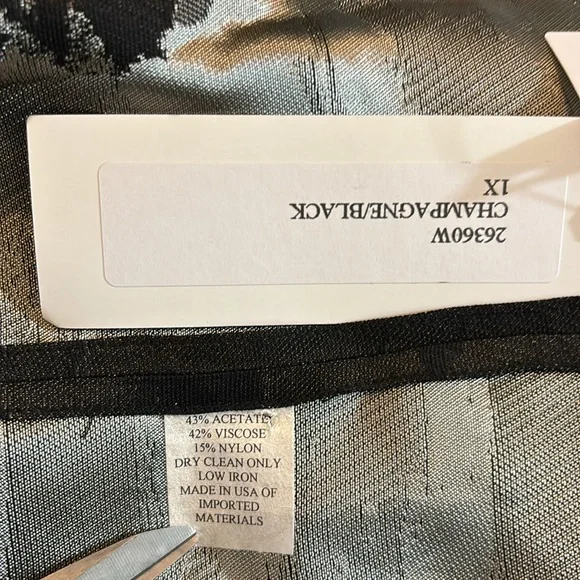 26360W
CHAMPAGNE/BLACK
1X
43% ACETATE
42% VISCOSE
15% NYLON
DRY CLEAN ONLY
LOW IRON
MADE IN USA OF
IMPORTED
MATERIALS